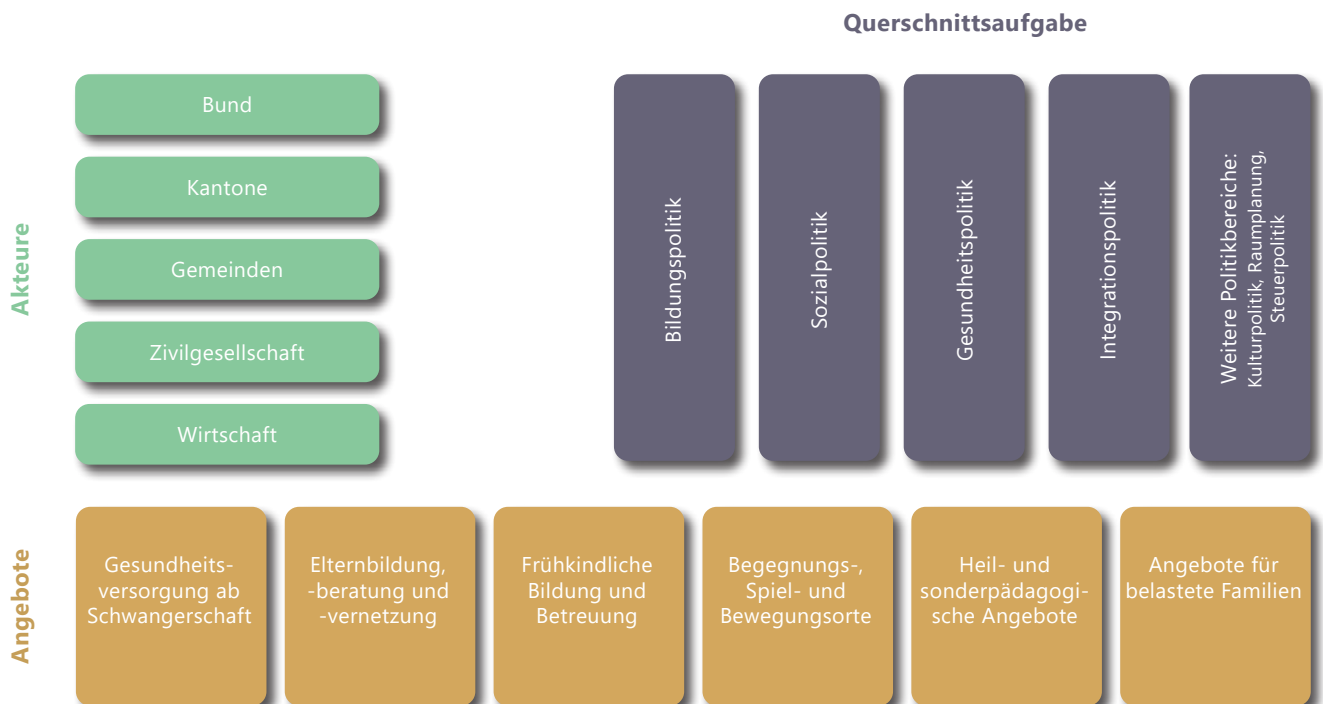 Querschnittsaufgabe
Akteure
Bund
Kantone
Gemeinden
Zivilgesellschaft
Wirtschaft
Bildungspolitik
Sozialpolitik
Gesundheitspolitik
Integrationspolitik
Weitere Politikbereiche:
Kulturpolitik, Raumplanung,
Steuerpolitik
Angebote
Gesundheits-
versorgung ab
Schwangerschaft
Elternbildung,
-beratung und
-vernetzung
Frühkindliche
Bildung und
Betreuung
Begegnungs-,
Spiel- und
Bewegungsorte
Heil- und
sonderpädagogi-
sche Angebote
Angebote für
belastete Familien